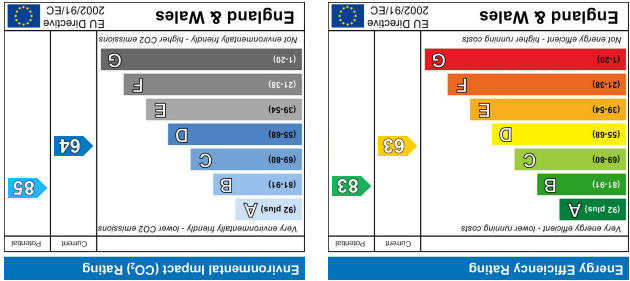 Energy Efficiency Rating
Current
Potential
Very energy efficient - lower running costs
(92 plus) A
(81-91) B
83
(69-80) C
63
(55-68) D
(39-54) E
(21-38) F
(1-20) G
Not energy efficient - higher running costs
England & Wales
EU Directive
2002/91/EC
Environmental Impact (CO₂) Rating
Current
Potential
Very environmentally friendly - lower CO2 emissions
(92 plus) A
(81-91) B
85
(69-80) C
64
(55-68) D
(39-54) E
(21-38) F
(1-20) G
Not environmentally friendly - higher CO2 emissions
England & Wales
EU Directive
2002/91/EC